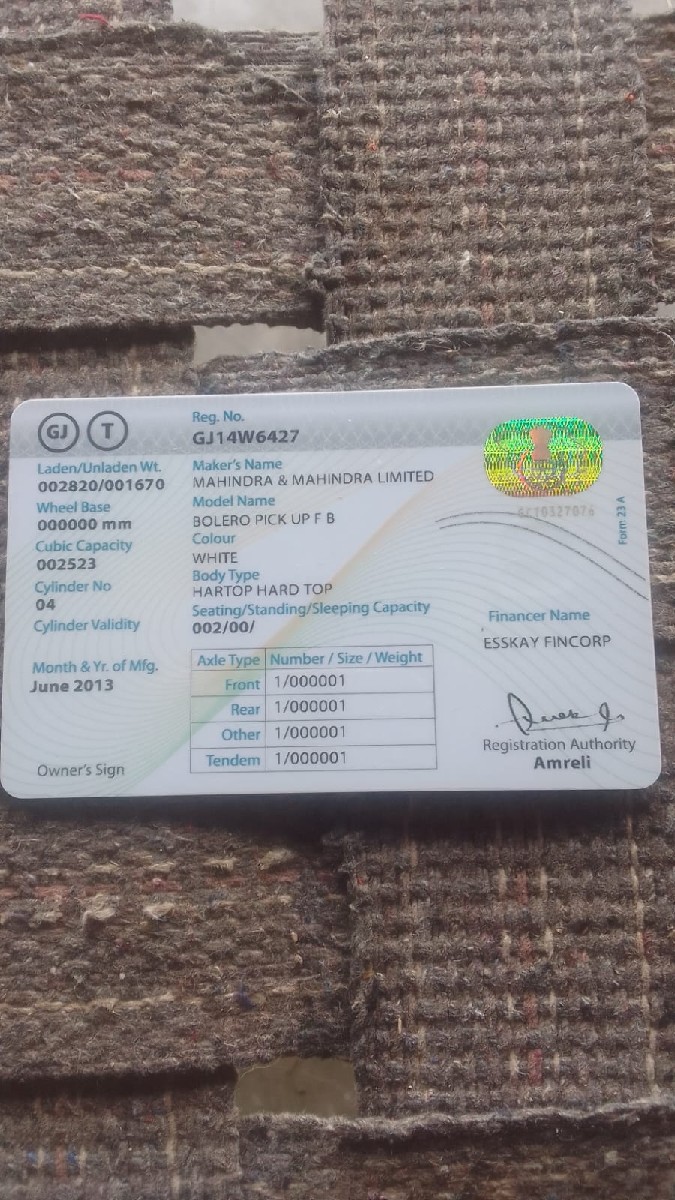 GJ T
Reg. No.
GJ14W6427
Laden/Unladen Wt.
002820/001670
Wheel Base
000000 mm
Cubic Capacity
002523
Cylinder No
04
Cylinder Validity
Month & Yr. of Mfg.
June 2013
Owner's Sign
Maker's Name
MAHINDRA & MAHINDRA LIMITED
Model Name
BOLERO PICK UP F B
Colour
WHITE
Body Type
HARTOP HARD TOP
Seating/Standing/Sleeping Capacity
002/00/
Axle Type Number / Size / Weight
Front 1/000001
Rear 1/000001
Other 1/000001
Tendem 1/000001
Form 23 A
Financer Name
ESSKAY FINCORP
Registration Authority
Amreli